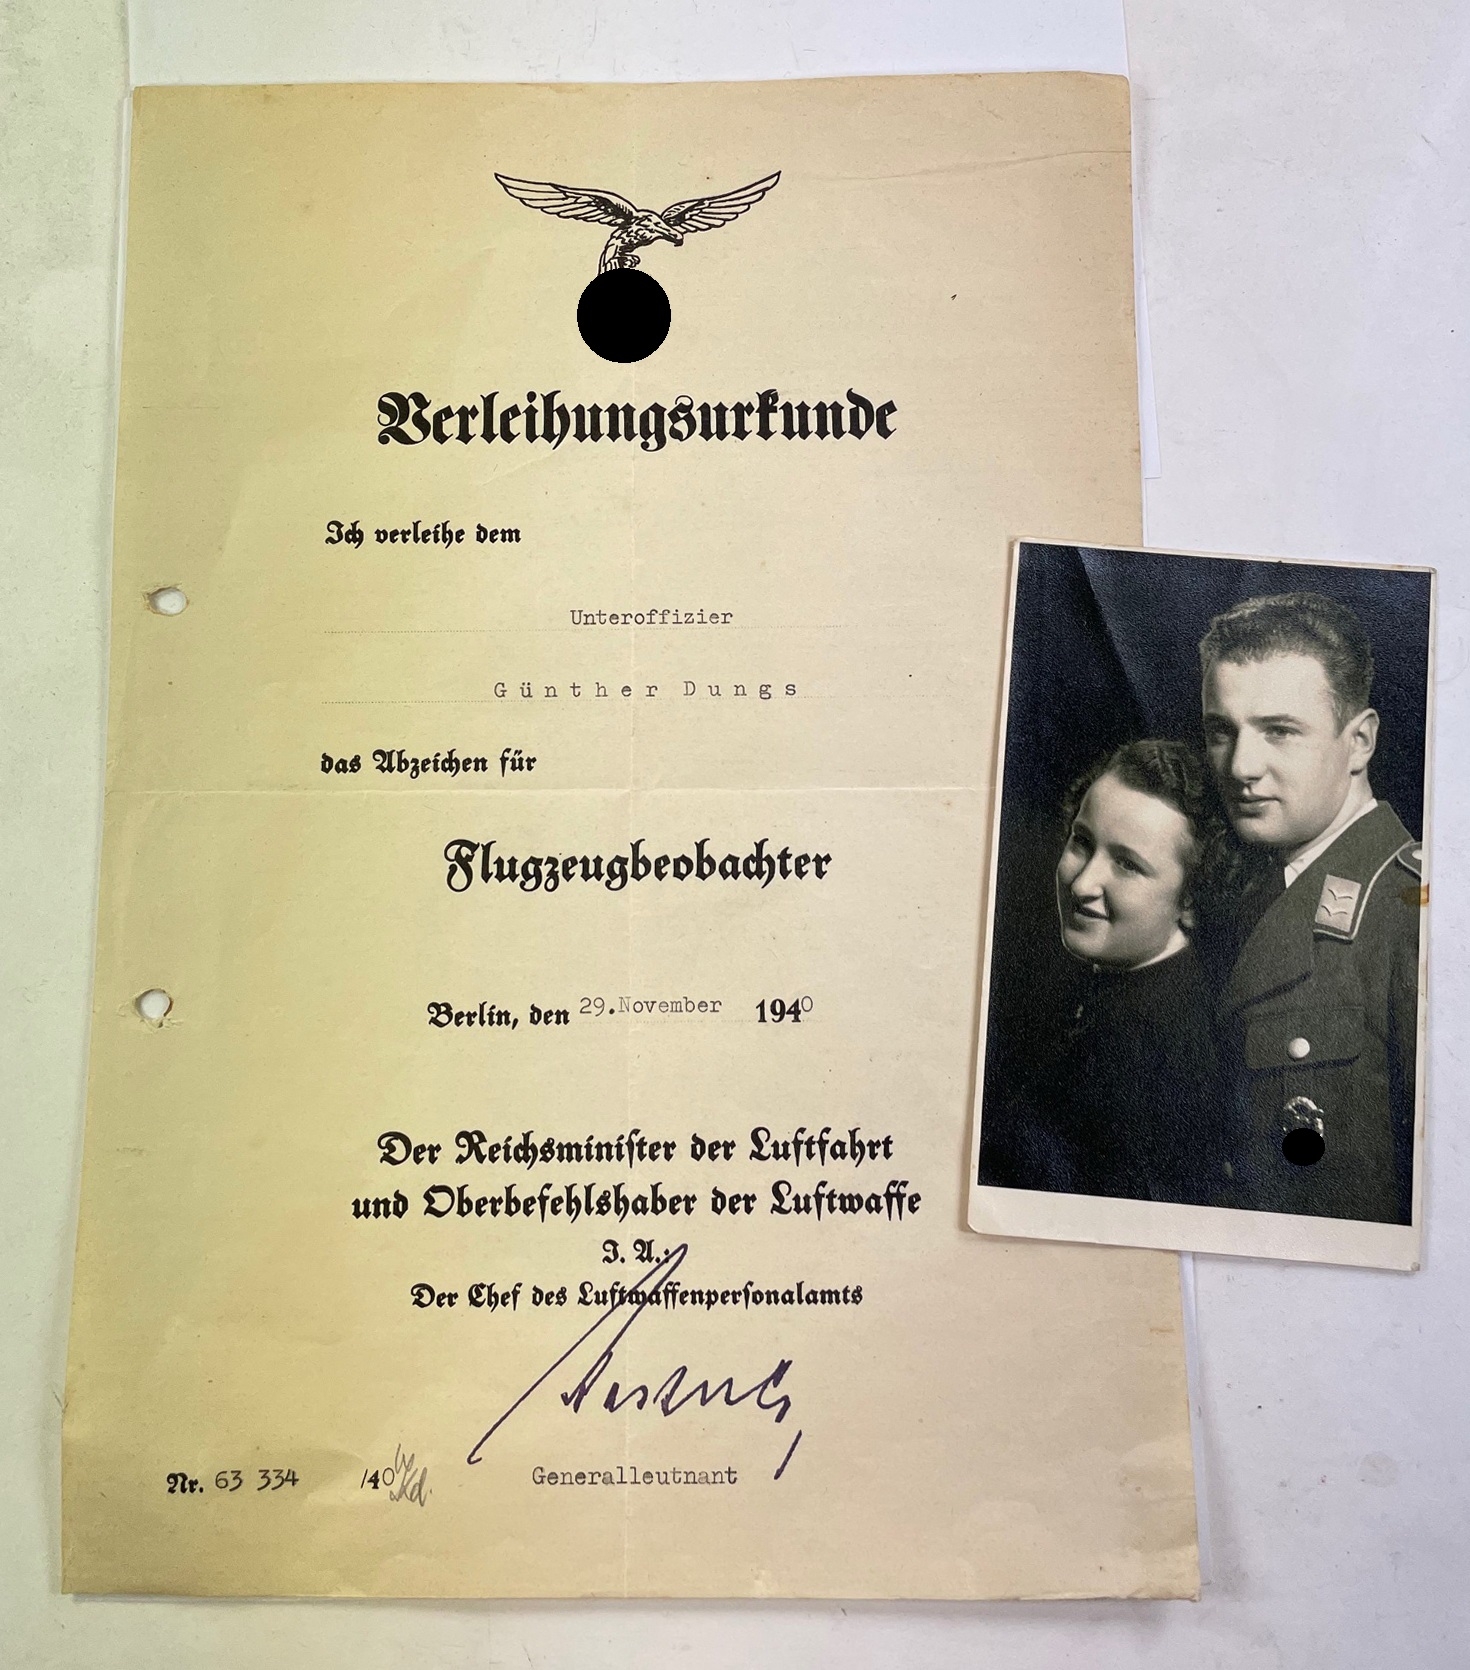 Verleihungsurkunde
Ich verleihe dem
Unteroffizier
Günther Dungs
das Abzeichen für
Flugzeugbeobachter
Berlin, den 29.November 1940
Der Reichsminister der Luftfahrt
und Oberbefehlshaber der Luftwaffe
I. A.:
Der Chef des Luftwaffenpersonalamts
Generalleutnant
Nr. 63 334 /40